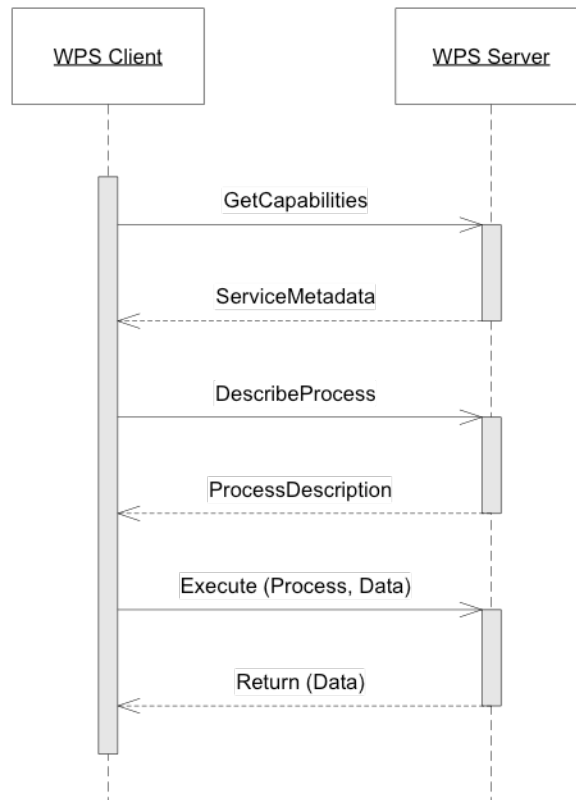 WPS Client
WPS Server
GetCapabilities
ServiceMetadata
DescribeProcess
ProcessDescription
Execute (Process, Data)
Return (Data)